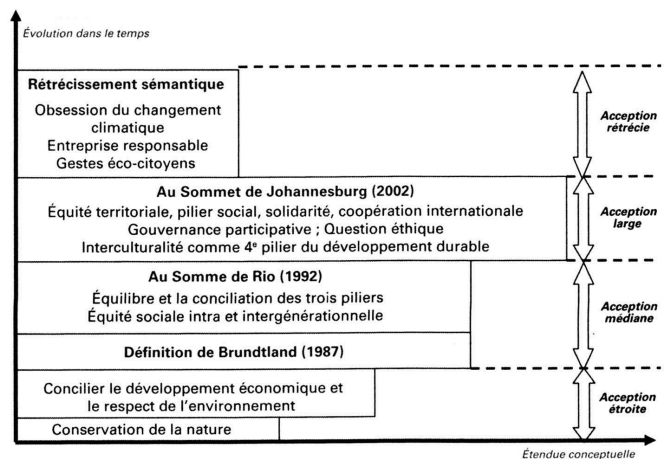 Évolution dans le temps
Rétrécissement sémantique
Obsession du changement
climatique
Entreprise responsable
Gestes éco-citoyens
Acception
rétrécie
Au Sommet de Johannesburg (2002)
Équité territoriale, pilier social, solidarité, coopération internationale
Gouvernance participative ; Question éthique
Interculturalité comme 4e pilier du développement durable
Acception
large
Au Somme de Rio (1992)
Équilibre et la conciliation des trois piliers
Équité sociale intra et intergénérationnelle
Définition de Brundtland (1987)
Acception
médiane
Concilier le développement économique et
le respect de l'environnement
Conservation de la nature
Acception
étroite
Étendue conceptuelle